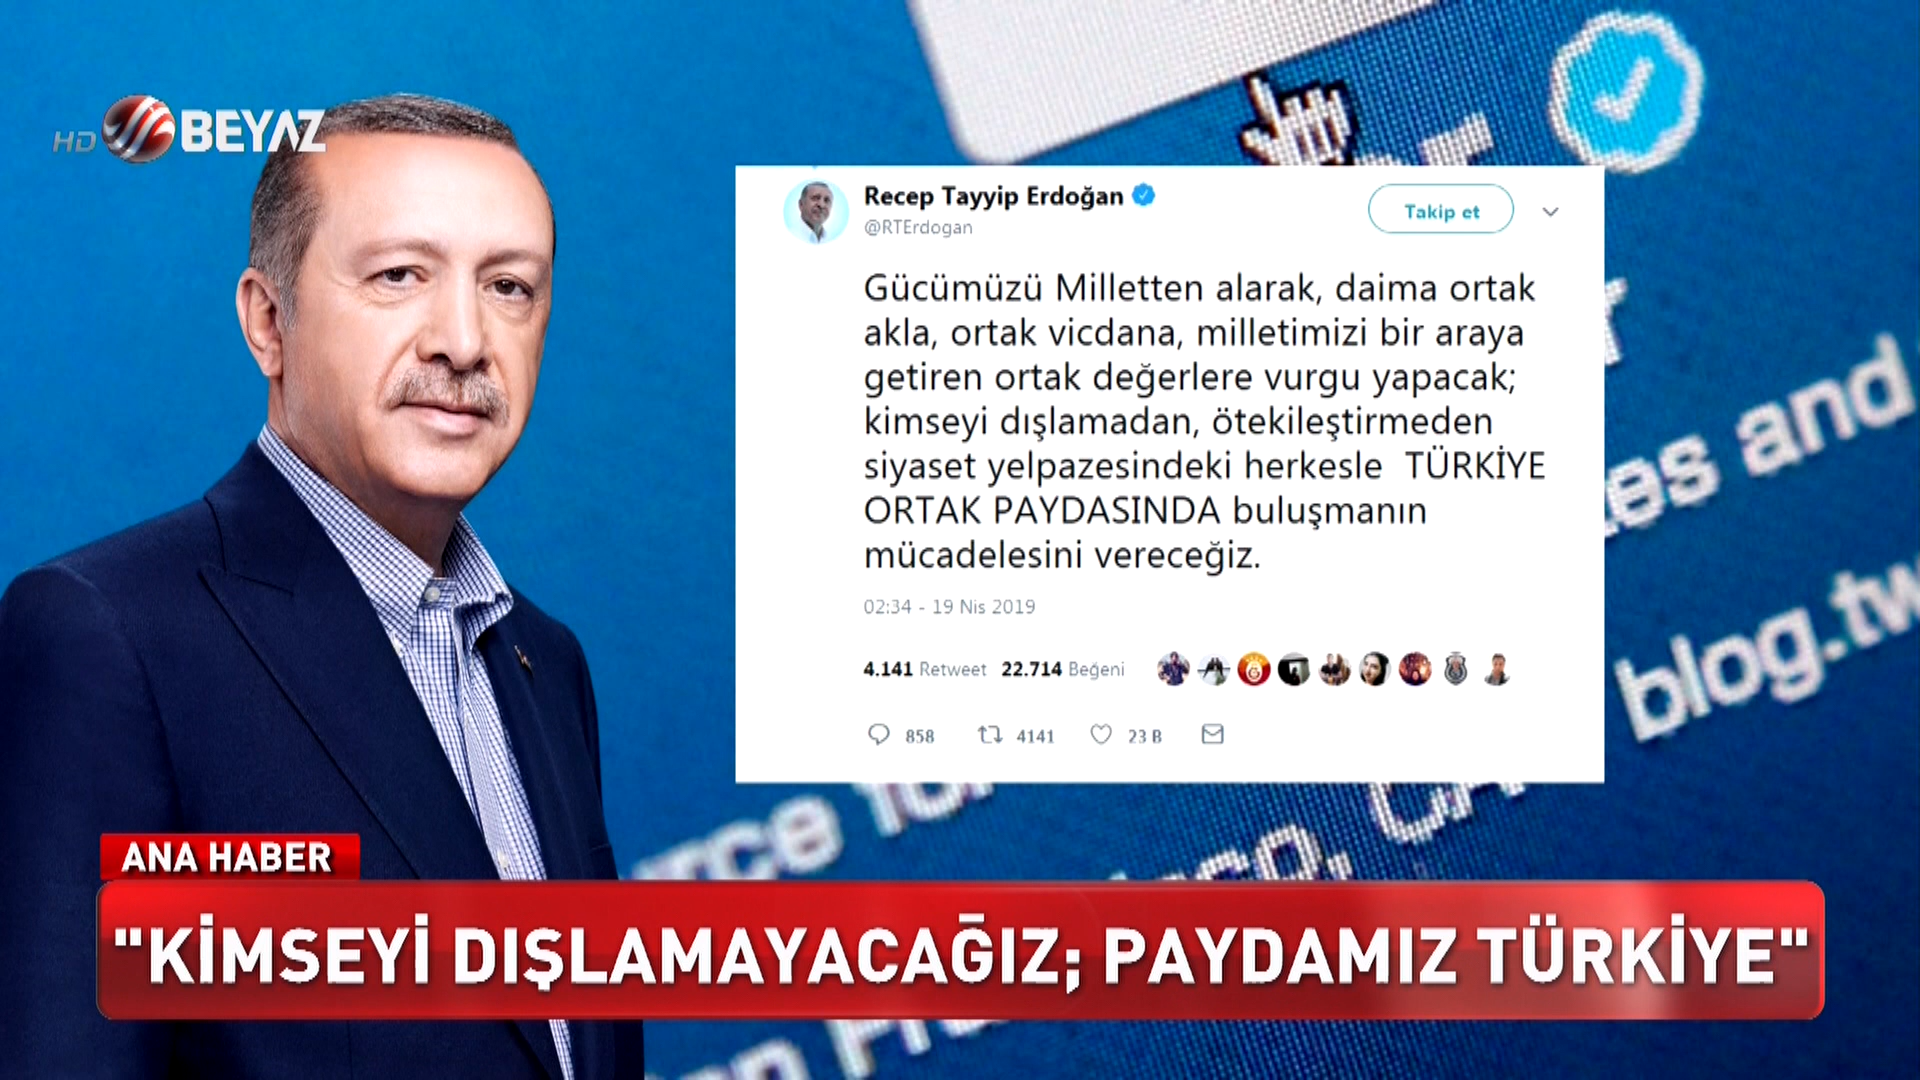 HD BEYAZ
Recep Tayyip Erdoğan
@RTErdogan
Takip et
Gücümüzü Milletten alarak, daima ortak
akla, ortak vicdana, milletimizi bir araya
getiren ortak değerlere vurgu yapacak;
kimseyi dışlamadan, ötekileştirmeden
siyaset yelpazesindeki herkesle TÜRKİYE
ORTAK PAYDASINDA buluşmanın
mücadelesini vereceğiz.
02:34 - 19 Nis 2019
4.141 Retweet 22.714 Beğeni
858 4141 23 B
and
blog.tw
ANA HABER
"KİMSEYİ DIŞLAMAYACAĞIZ; PAYDAMIZ TÜRKİYE"